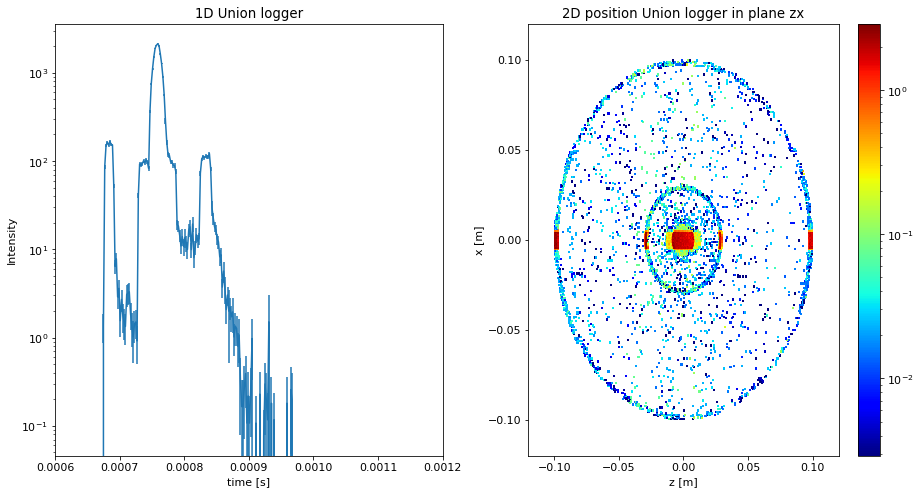 1D Union logger
Intensity
10³
10²
10¹
10⁰
10⁻¹
0.0006 0.0007 0.0008 0.0009 0.0010 0.0011 0.0012
time [s]
2D position Union logger in plane zx
x [m]
0.10
0.05
0.00
−0.05
−0.10
−0.10 −0.05 0.00 0.05 0.10
z [m]
10⁰
10⁻¹
10⁻²